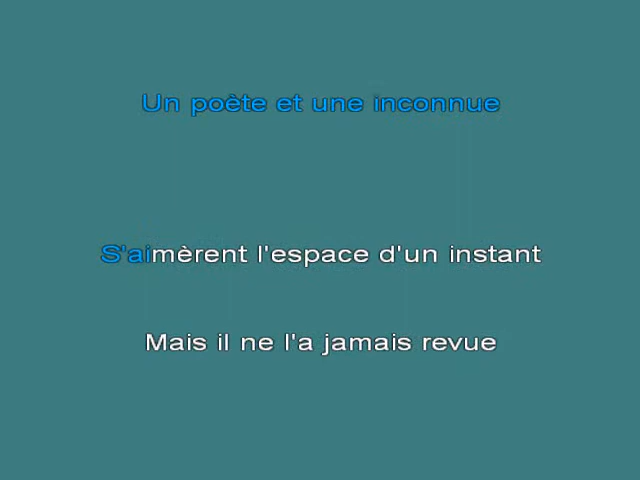 Un poète et une inconnue
S'aimèrent l'espace d'un instant
Mais il ne l'a jamais revue